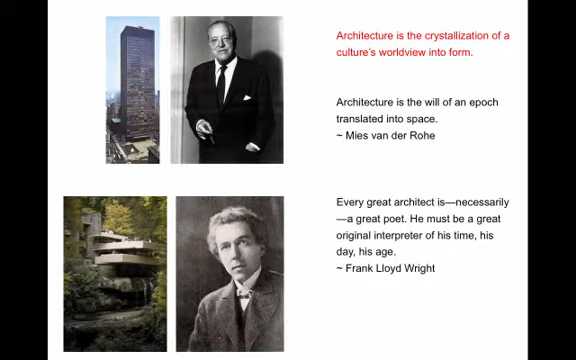 Architecture is the crystallization of a
culture's worldview into form.
Architecture is the will of an epoch
translated into space.
~ Mies van der Rohe
Every great architect is—necessarily
—a great poet. He must be a great
original interpreter of his time, his
day, his age.
~ Frank Lloyd Wright